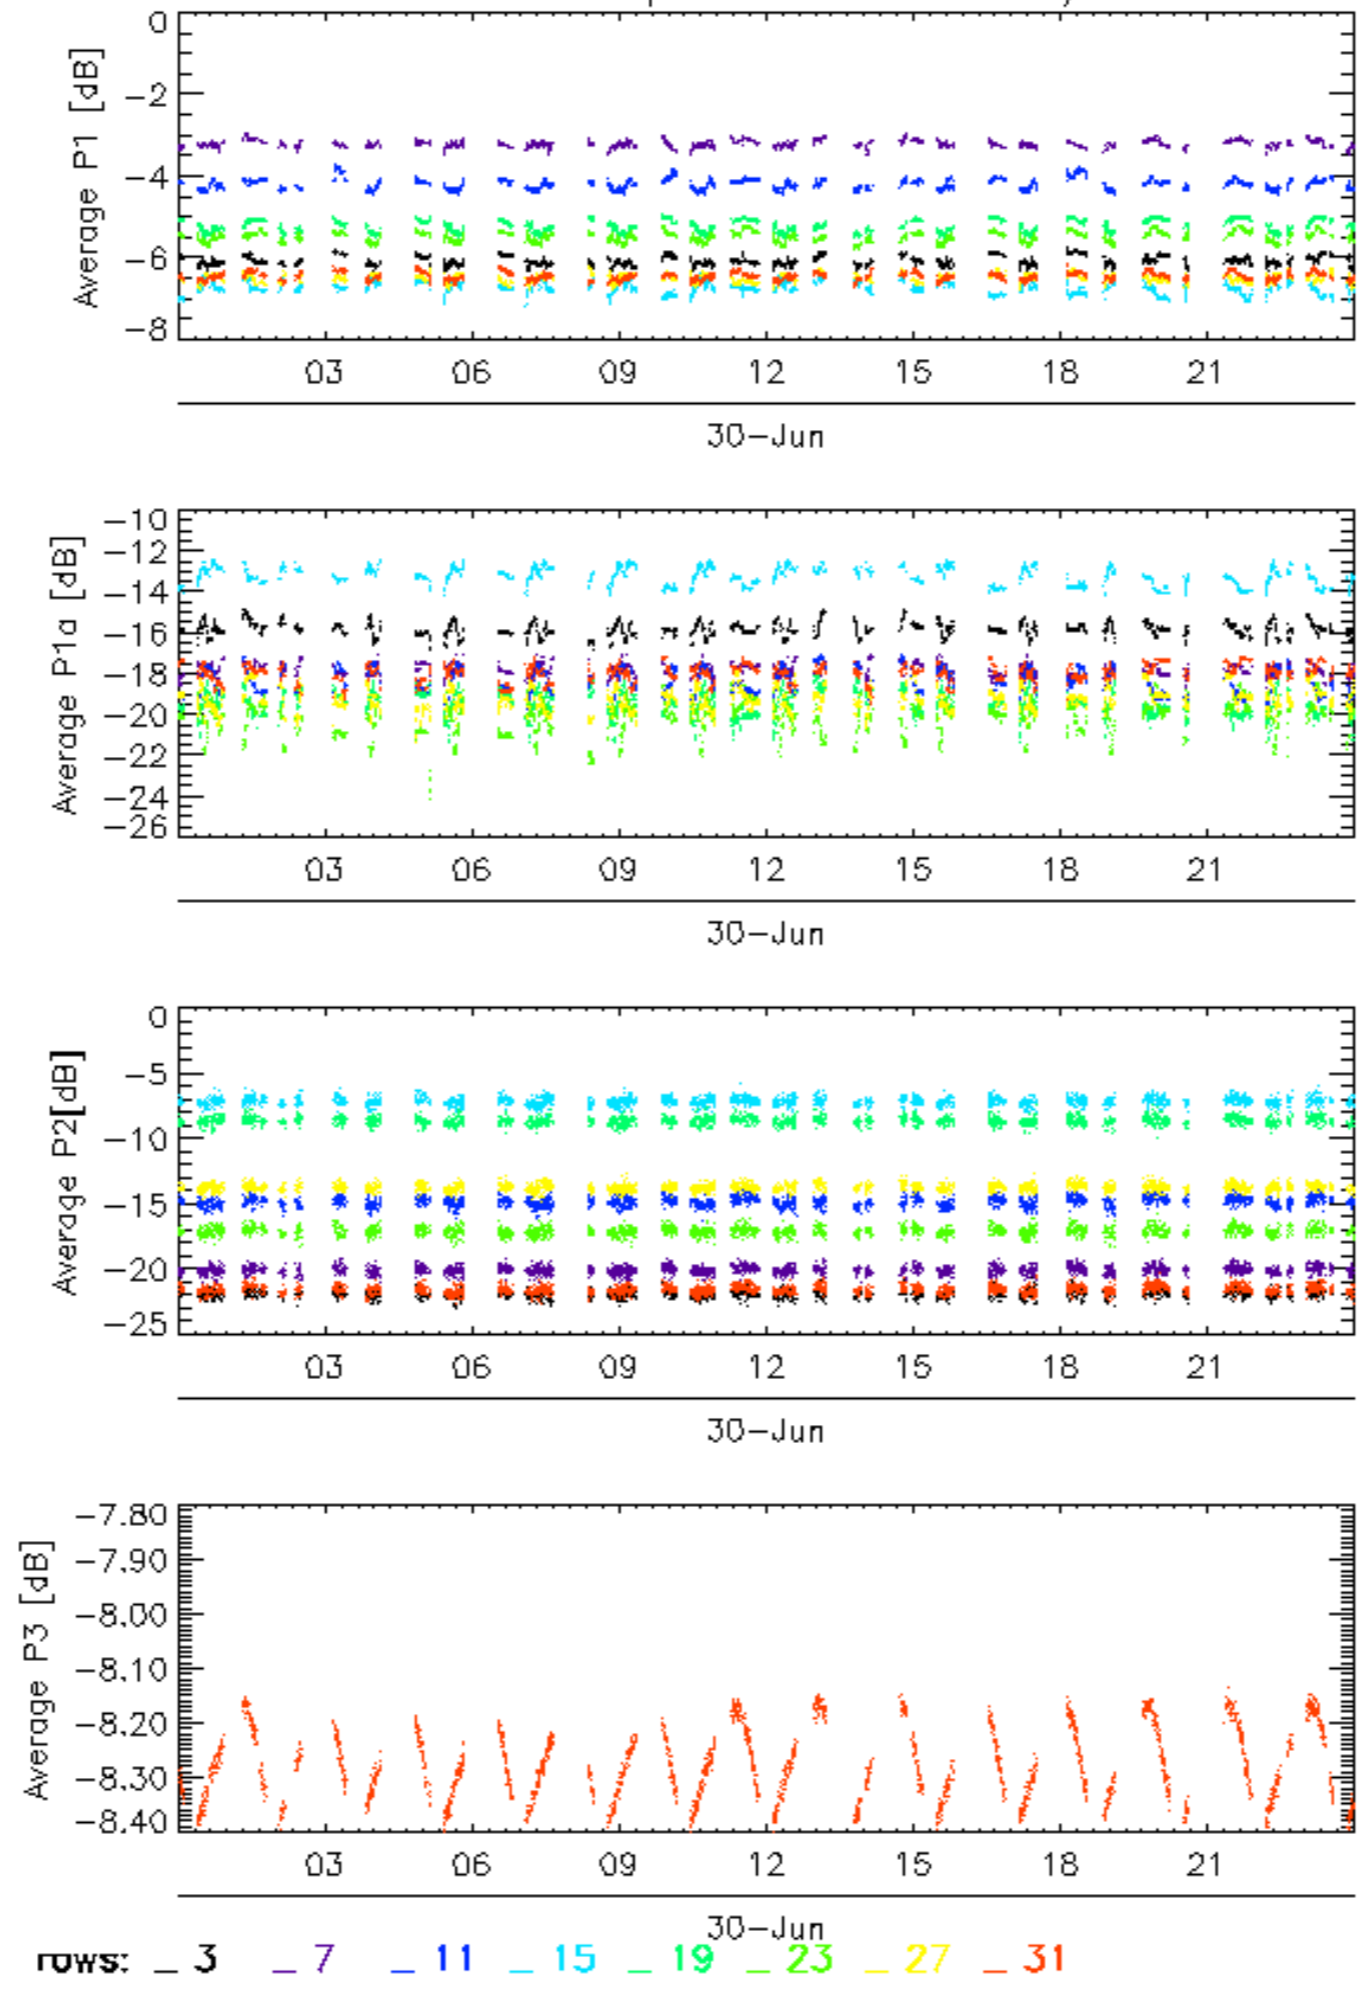 0
-2
-4
-6
-8
Average P1 [dB]
03 06 09 12 15 18 21
30-Jun
-10
-12
-14
-16
-18
-20
-22
-24
-26
Average P1a [dB]
03 06 09 12 15 18 21
30-Jun
0
-5
-10
-15
-20
-25
Average P2[dB]
03 06 09 12 15 18 21
30-Jun
-7.80
-7.90
-8.00
-8.10
-8.20
-8.30
-8.40
Average P3 [dB]
03 06 09 12 15 18 21
30-Jun
rows: _ 3 _ 7 _ 11 _ 15 _ 19 _ 23 _ 27 _ 31